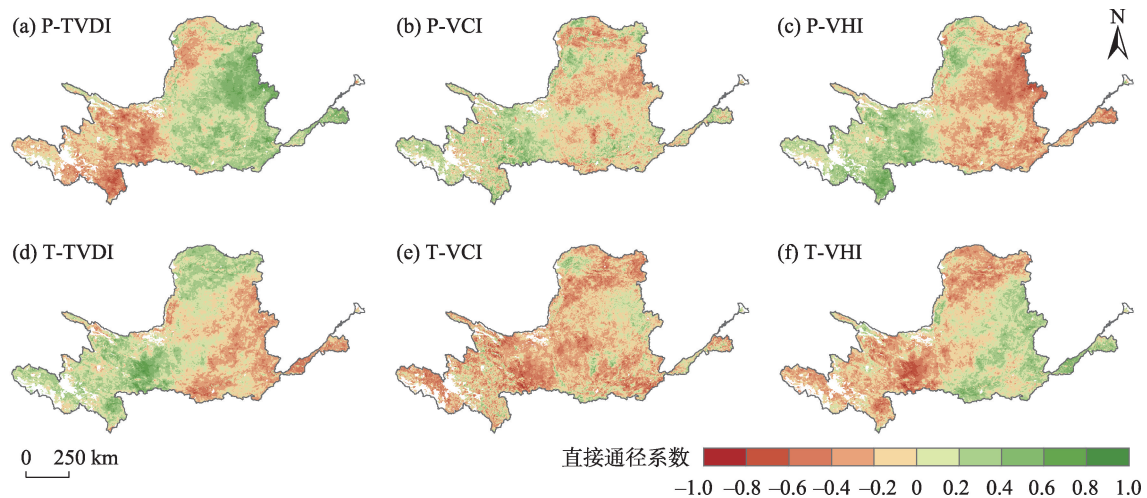 (a) P-TVDI
(b) P-VCI
(c) P-VHI
N
(d) T-TVDI
(e) T-VCI
(f) T-VHI
0 250 km
直接通径系数
–1.0 –0.8 –0.6 –0.4 –0.2 0 0.2 0.4 0.6 0.8 1.0